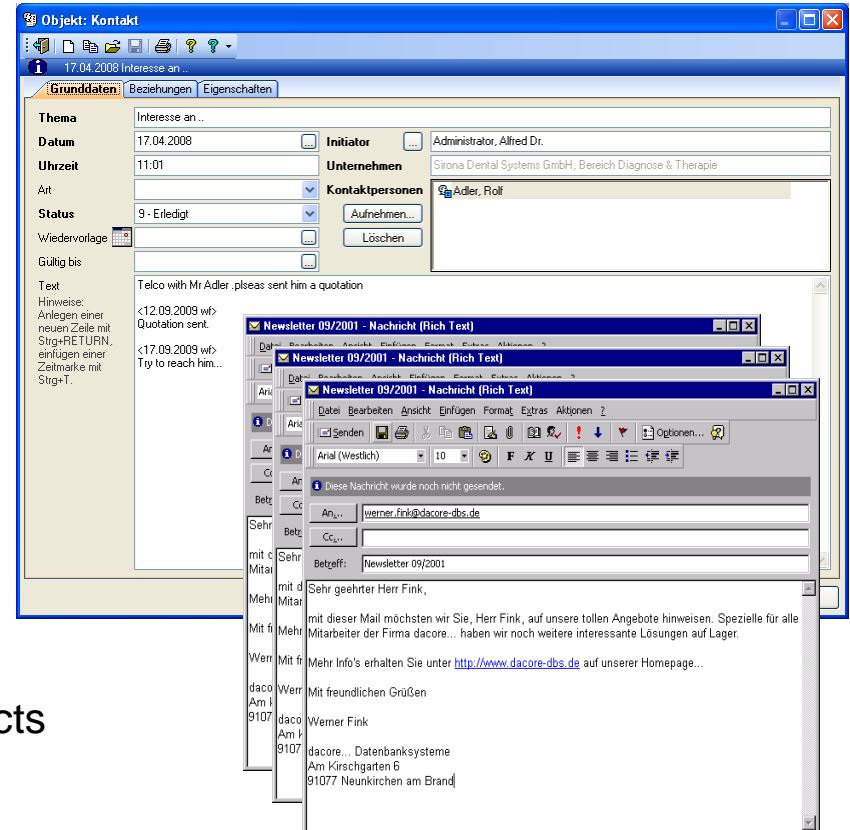 Objekt: Kontakt
17.04.2008 Interesse an ..
Grunddaten Beziehungen Eigenschaften
Thema Interesse an ..
Datum 17.04.2008 ... Initiator ... Administrator, Alfred Dr.
Uhrzeit 11:01 Unternehmen Sirona Dental Systems GmbH, Bereich Diagnose & Therapie
Art Kontaktpersonen Adler, Rolf
Status 9 - Erledigt Aufnehmen...
Wiedervorlage ... Löschen
Gültig bis ...
Text Telco with Mr Adler .plseas sent him a quotation
Hinweise:
Anlegen einer
neuen Zeile mit
Strg+RETURN,
einfügen einer
Zeitmarke mit
Strg+T.
<12.09.2009 wf>
Quotation sent.
<17.09.2009 wf>
Try to reach him...
Newsletter 09/2001 - Nachricht (Rich Text)
Datei Bearbeiten Ansicht Einfügen Format Extras Aktionen ?
Newsletter 09/2001 - Nachricht (Rich Text)
Newsletter 09/2001 - Nachricht (Rich Text)
Datei Bearbeiten Ansicht Einfügen Format Extras Aktionen ?
Senden Optionen...
Arial (Westlich) 10 F K U
Diese Nachricht wurde noch nicht gesendet.
An... werner.fink@dacore-dbs.de
Cc...
Betreff: Newsletter 09/2001
Sehr geehrter Herr Fink,
mit dieser Mail möchsten wir Sie, Herr Fink, auf unsere tollen Angebote hinweisen. Spezielle für alle
Mitarbeiter der Firma dacore... haben wir noch weitere interessante Lösungen auf Lager.
Mehr Info's erhalten Sie unter http://www.dacore-dbs.de auf unserer Homepage...
Mit freundlichen Grüßen
Werner Fink
dacore... Datenbanksysteme
Am Kirschgarten 6
91077 Neunkirchen am Brand
cts